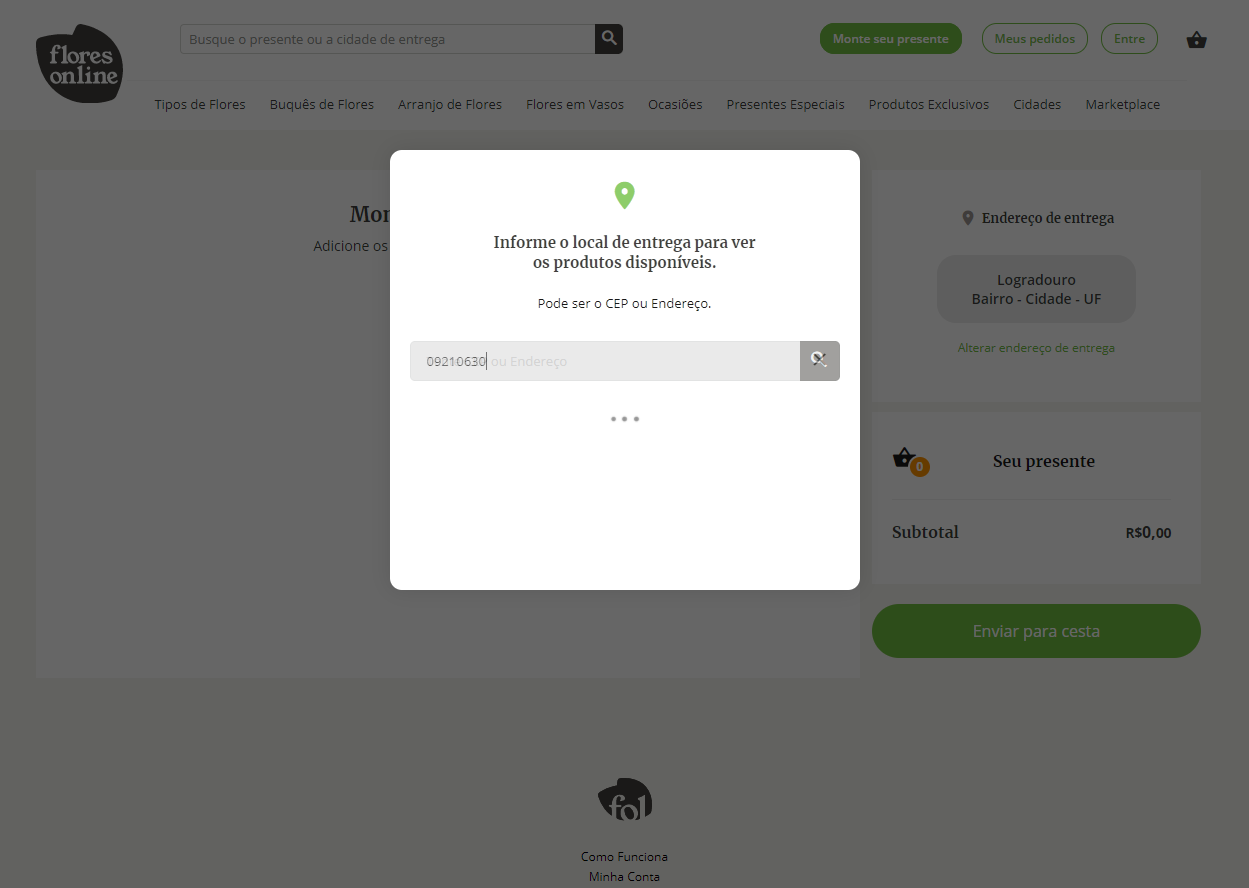 flores
online
Busque o presente ou a cidade de entrega
Monte seu presente
Meus pedidos
Entre
Tipos de Flores
Buquês de Flores
Arranjo de Flores
Flores em Vasos
Ocasiões
Presentes Especiais
Produtos Exclusivos
Cidades
Marketplace
Adicione os
Informe o local de entrega para ver
os produtos disponíveis.
Pode ser o CEP ou Endereço.
09210630 ou Endereço
Endereço de entrega
Logradouro
Bairro - Cidade - UF
Alterar endereço de entrega
0
Seu presente
Subtotal
R$0,00
Enviar para cesta
fol
Como Funciona
Minha Conta